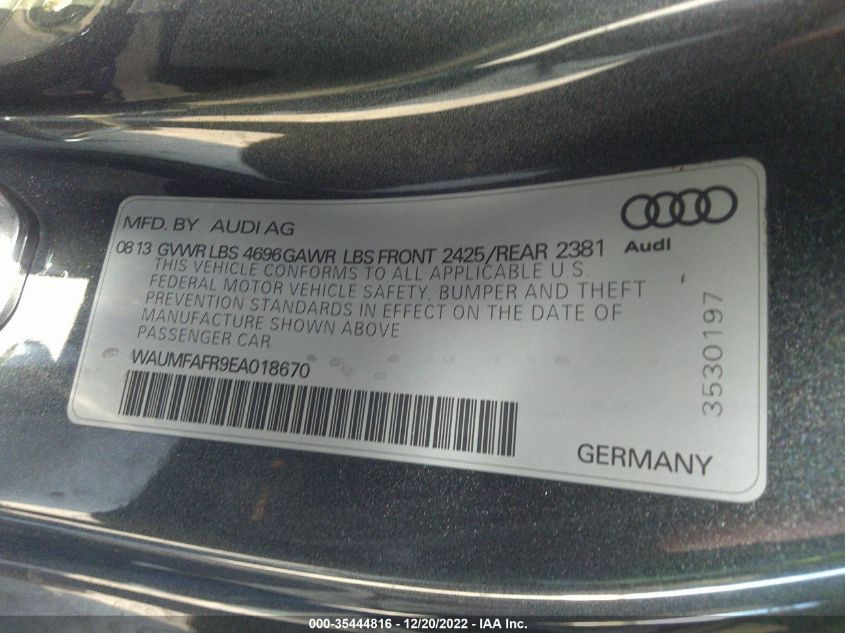 MFD. BY AUDI AG
08 13 GVWR LBS 4696 GAWR LBS FRONT 2425/REAR 2381
Audi
THIS VEHICLE CONFORMS TO ALL APPLICABLE U.S.
FEDERAL MOTOR VEHICLE SAFETY, BUMPER AND THEFT
PREVENTION STANDARDS IN EFFECT ON THE DATE OF
MANUFACTURE SHOWN ABOVE
PASSENGER CAR
WAUMFAFR9EA018670
3530197
GERMANY
000-35444816 - 12/20/2022 - IAA Inc.